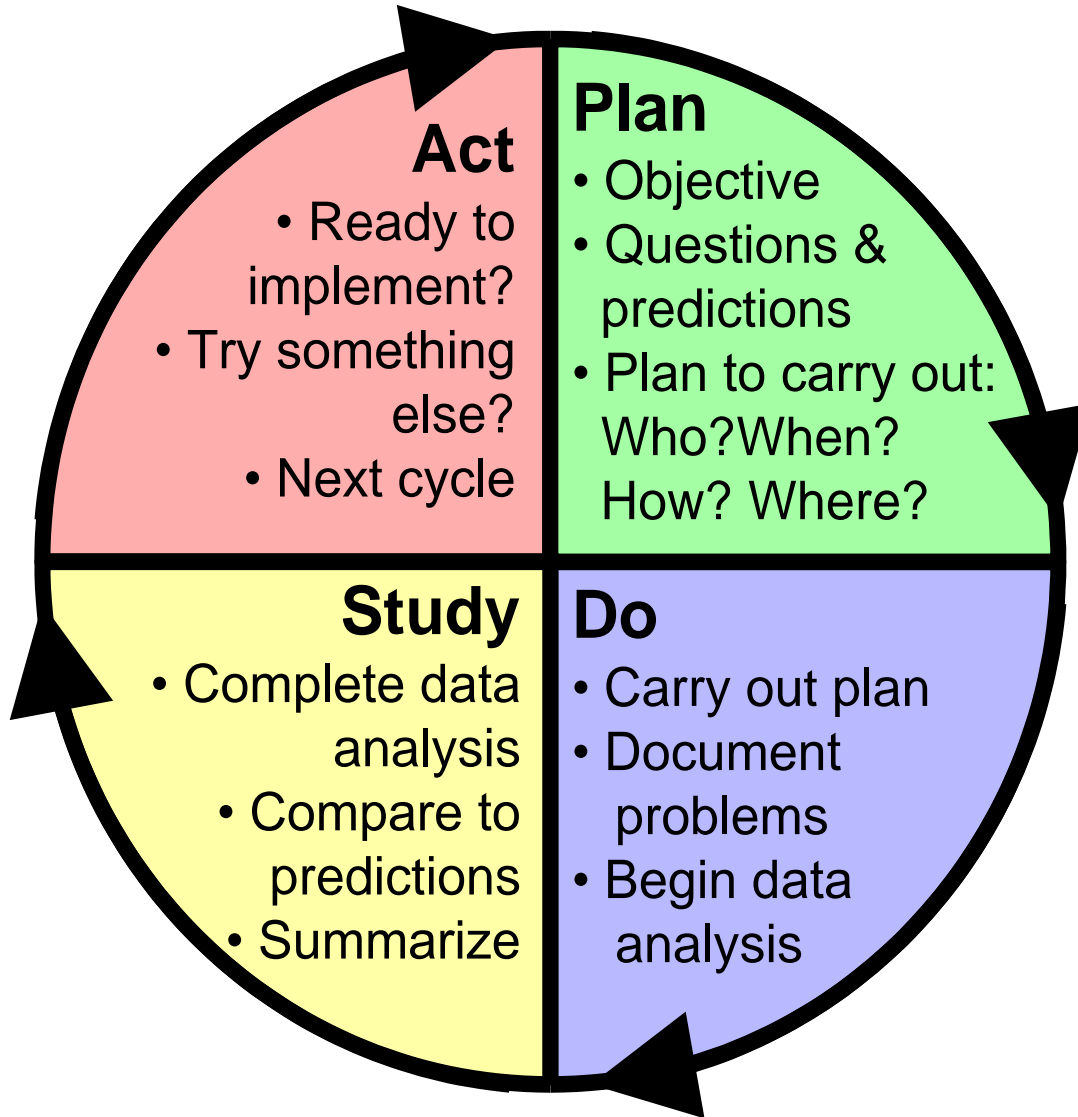 Plan
• Objective
• Questions &
predictions
• Plan to carry out:
Who?When?
How? Where?
Do
• Carry out plan
• Document
problems
• Begin data
analysis
Study
• Complete data
analysis
• Compare to
predictions
• Summarize
Act
• Ready to
implement?
• Try something
else?
• Next cycle